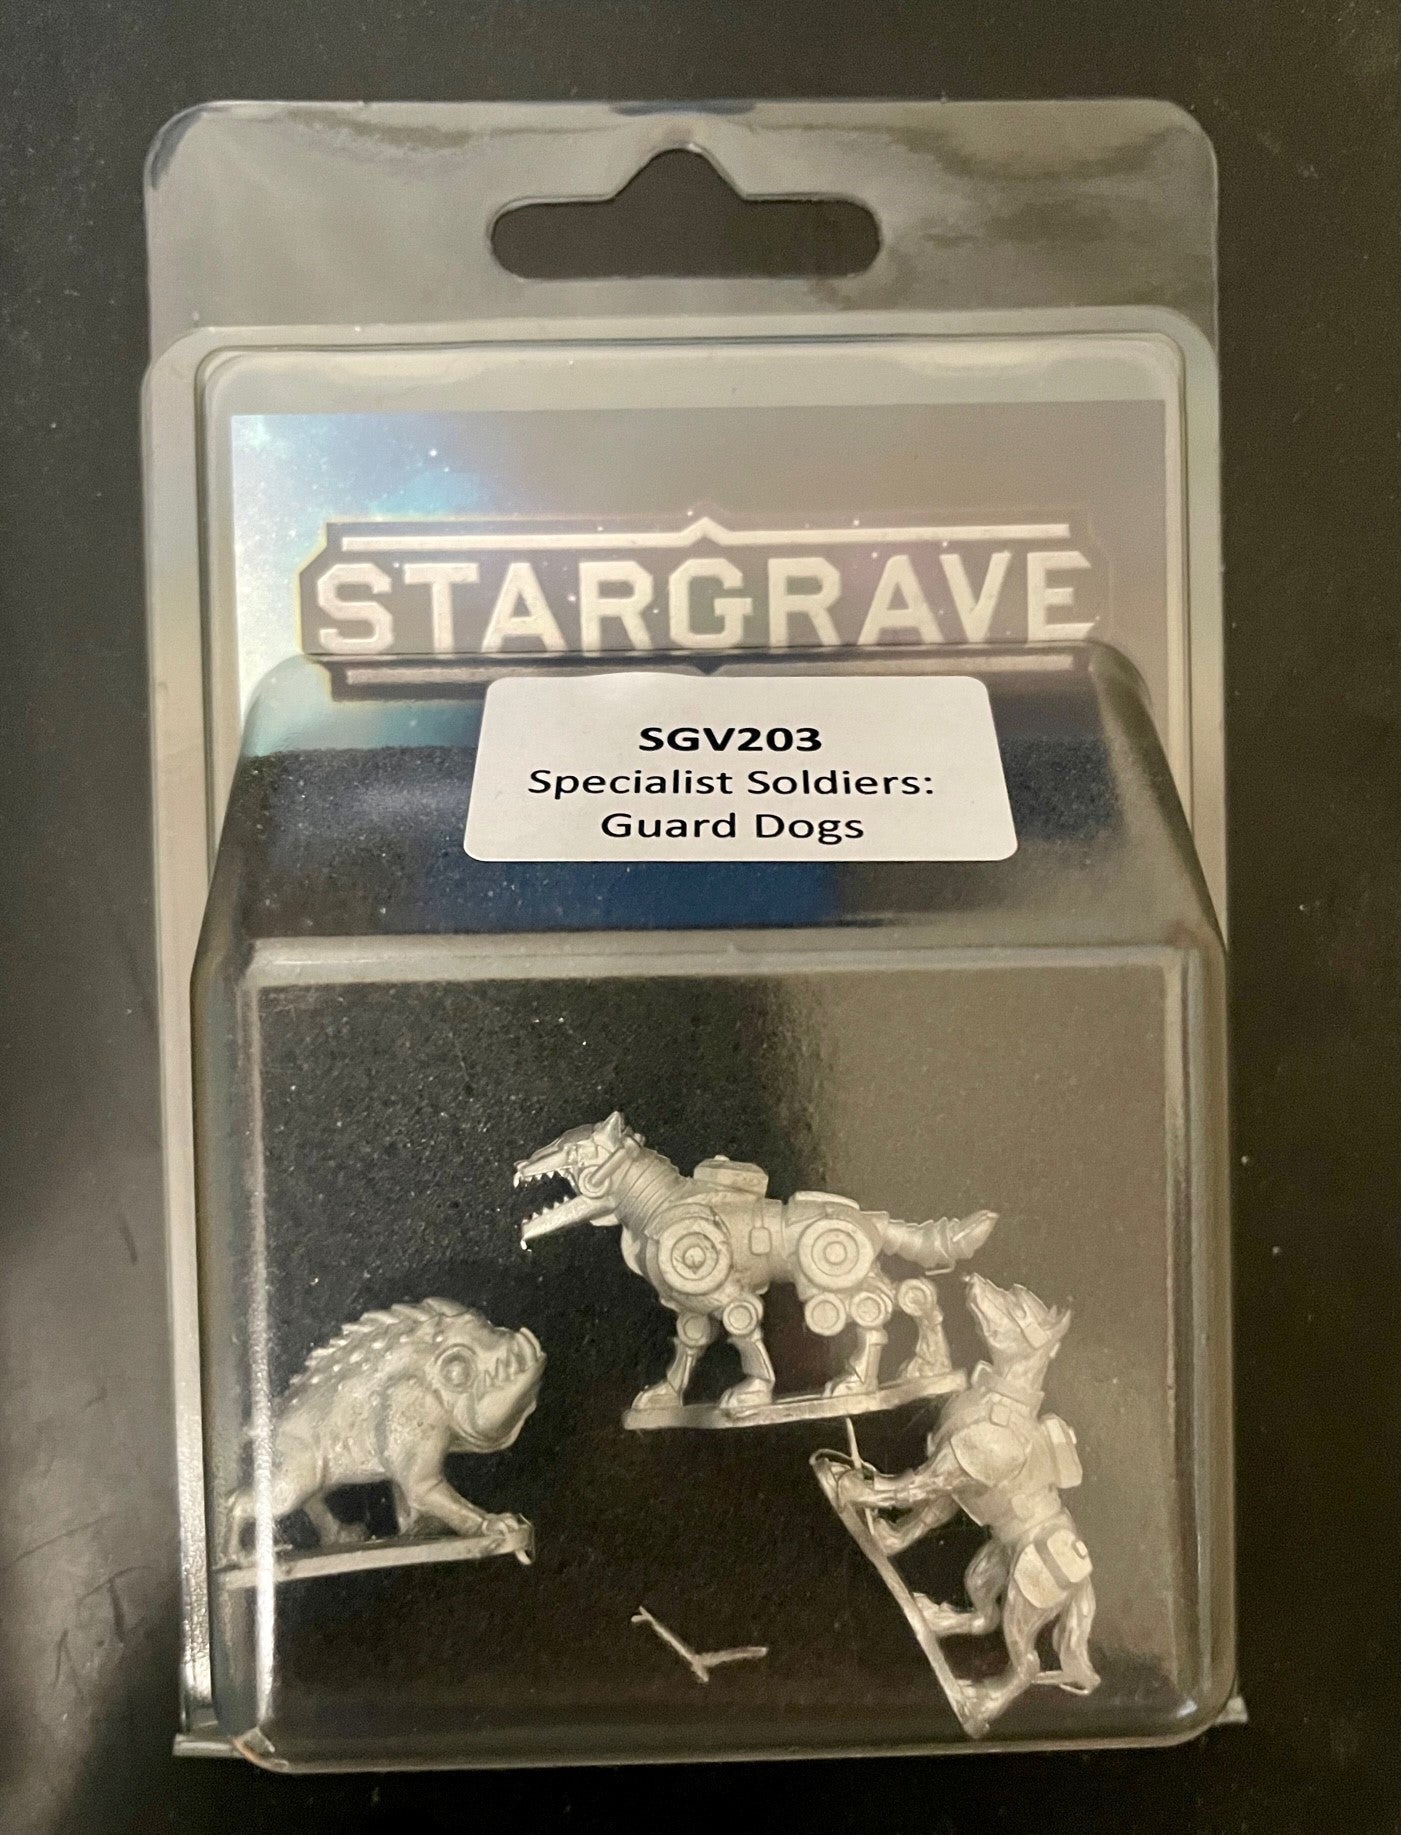 STARGRAVE
SGV203
Specialist Soldiers:
Guard Dogs